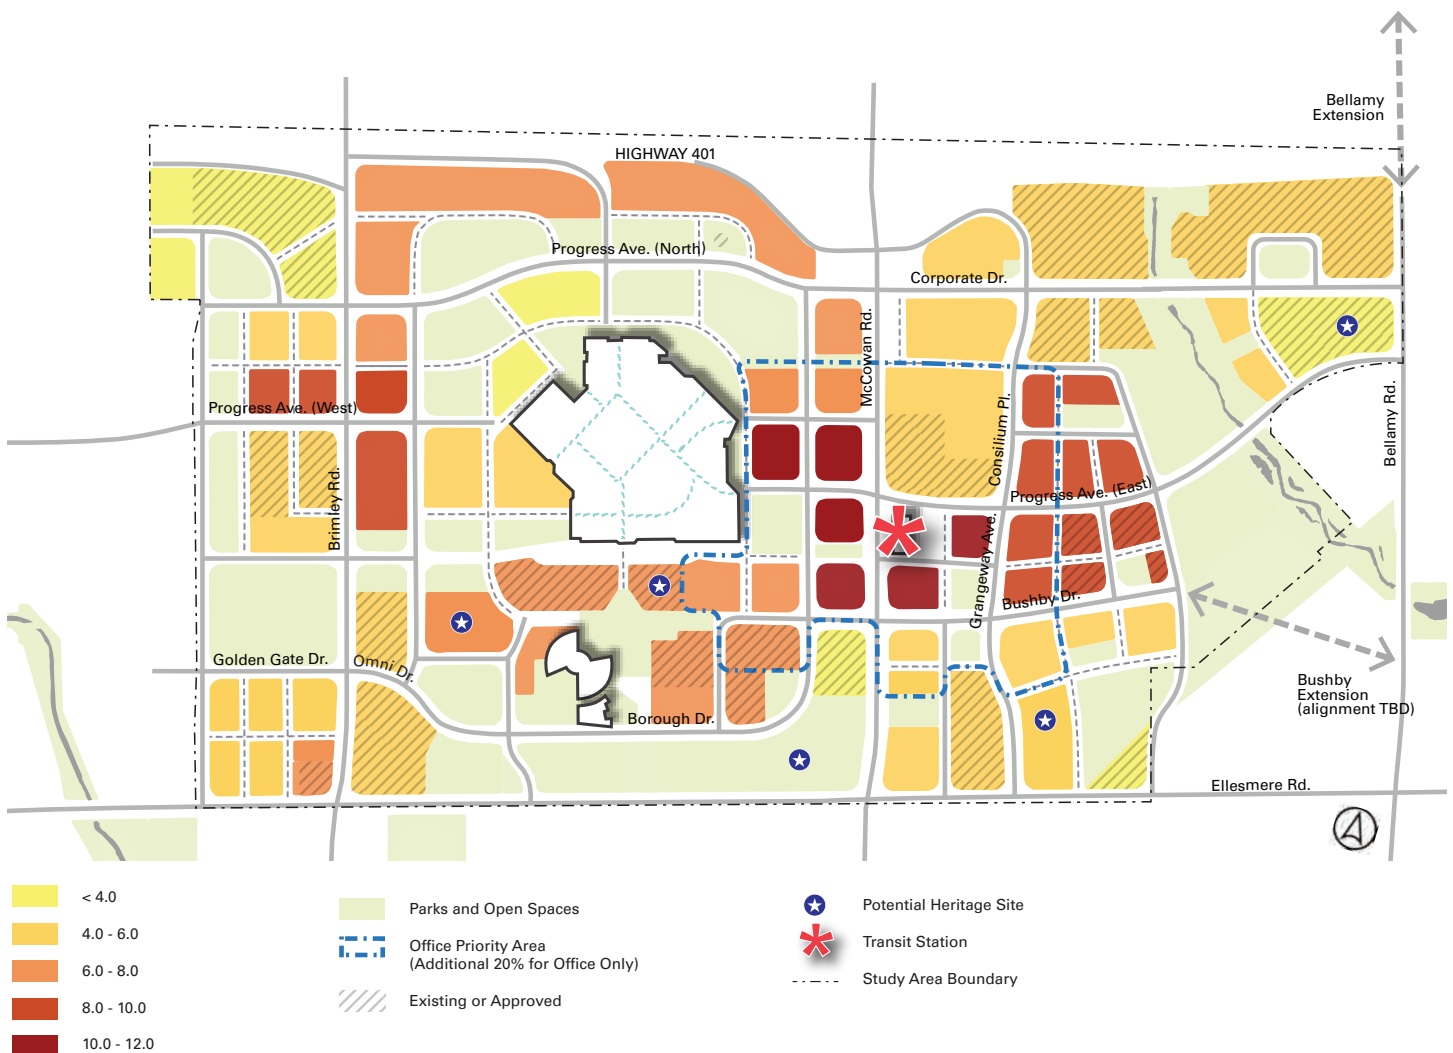 Bellamy
Extension
HIGHWAY 401
Progress Ave. (North)
Corporate Dr.
McCowan Rd.
Progress Ave. (West)
Consilium Pl.
Bellamy Rd.
Brimley Rd.
Progress Ave. (East)
Grangeway Ave.
Bushby Dr.
Golden Gate Dr.
Omni Dr.
Bushby
Extension
(alignment TBD)
Borough Dr.
Ellesmere Rd.
< 4.0
4.0 - 6.0
6.0 - 8.0
8.0 - 10.0
10.0 - 12.0
Parks and Open Spaces
Office Priority Area
(Additional 20% for Office Only)
Existing or Approved
Potential Heritage Site
Transit Station
Study Area Boundary